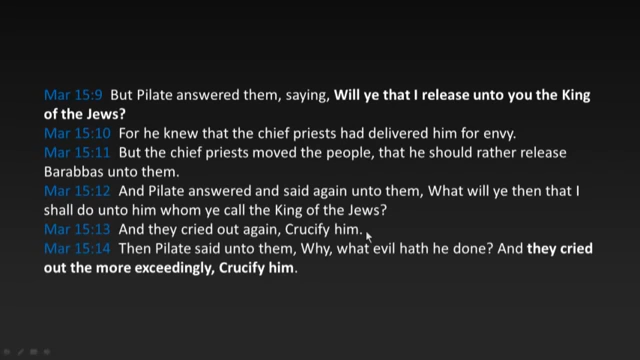 Mar 15:9 But Pilate answered them, saying, Will ye that I release unto you the King
of the Jews?
Mar 15:10 For he knew that the chief priests had delivered him for envy.
Mar 15:11 But the chief priests moved the people, that he should rather release
Barabbas unto them.
Mar 15:12 And Pilate answered and said again unto them, What will ye then that I
shall do unto him whom ye call the King of the Jews?
Mar 15:13 And they cried out again, Crucify him.
Mar 15:14 Then Pilate said unto them, Why, what evil hath he done? And they cried
out the more exceedingly, Crucify him.